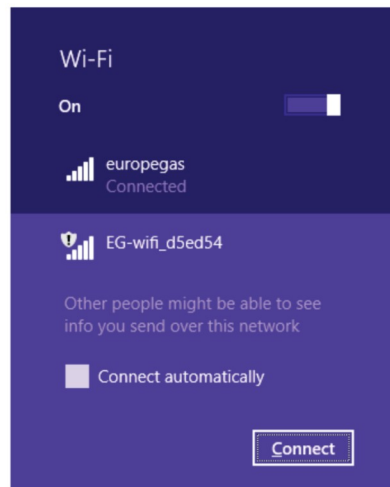 Wi-Fi
On
europegas
Connected
EG-wifi_d5ed54
Other people might be able to see
info you send over this network
Connect automatically
Connect